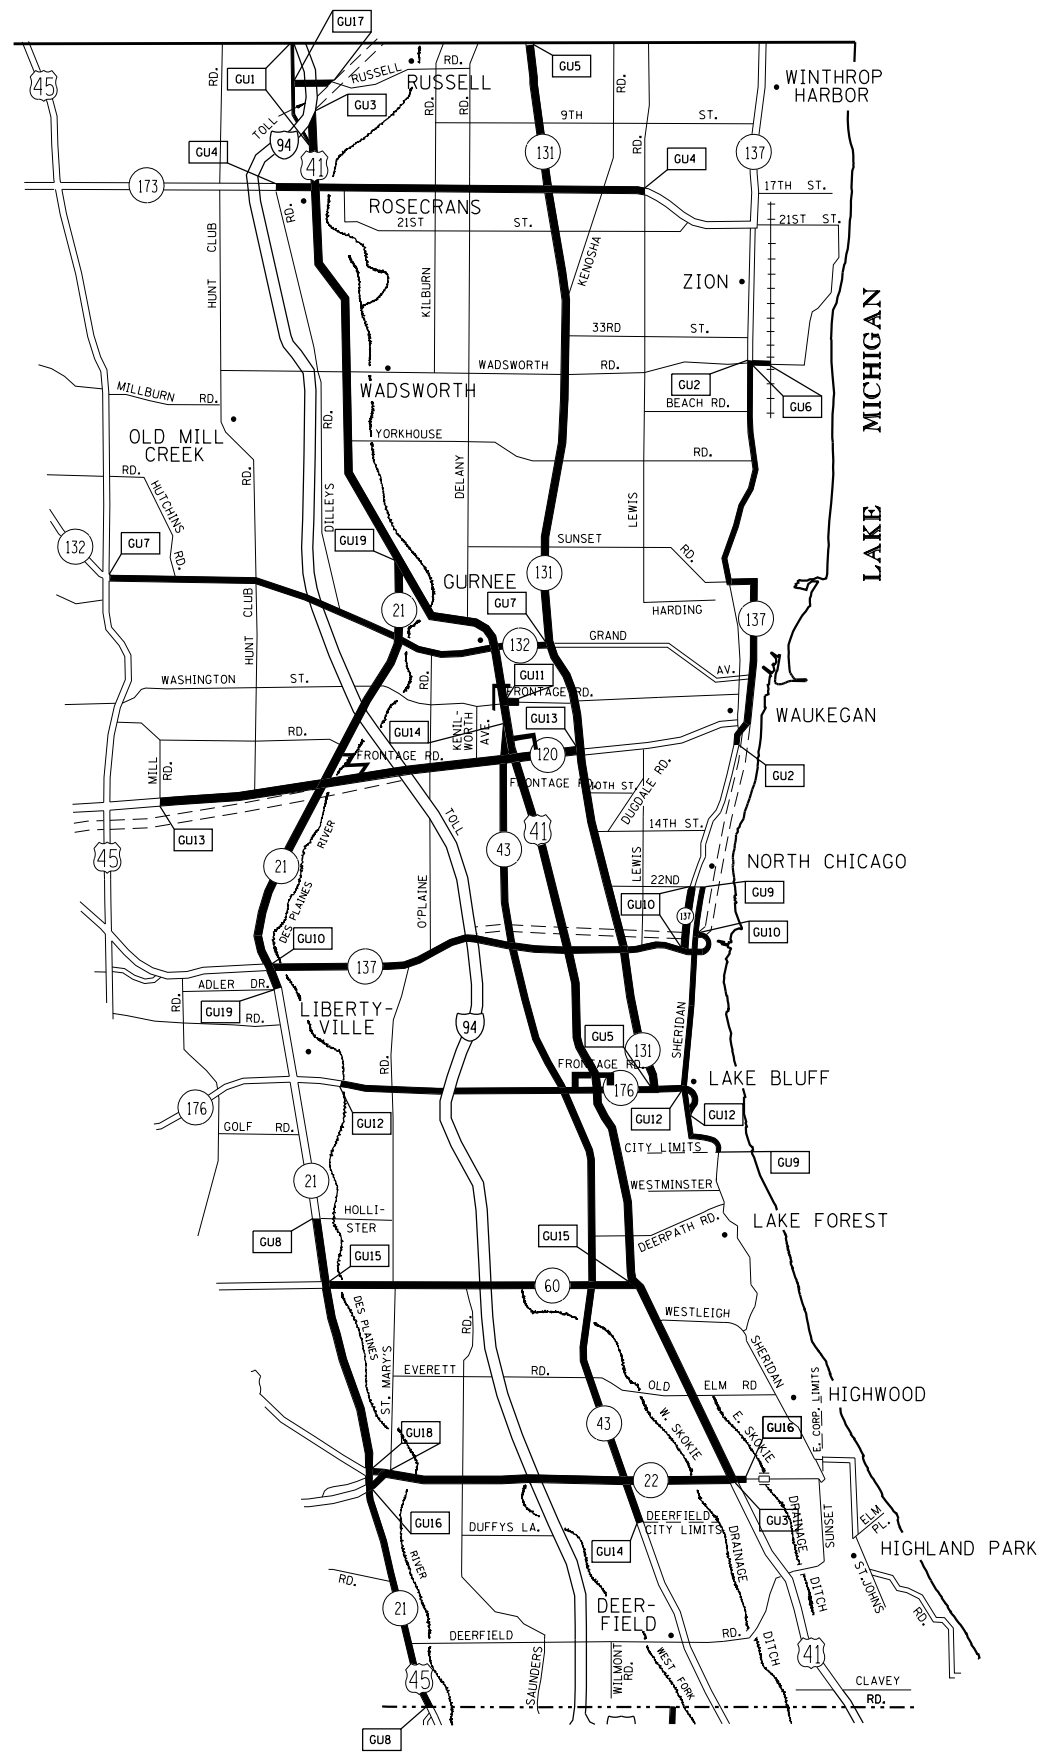 GU17
45
RD.
GU1
RUSSELL
RD.
RUSSELL
GU5
RD.
WINTHROP
HARBOR
GU3
RD.
RD.
TOLL
94
41
9TH ST.
131
RD.
137
GU4
GU4
173
17TH ST.
RD.
ROSECRANS
21ST ST.
21ST ST.
HUNT CLUB
KILBURN
KENOSHA
ZION
LAKE MICHIGAN
33RD ST.
WADSWORTH RD.
GU2
GU6
BEACH RD.
MILLBURN RD.
WADSWORTH
OLD MILL
CREEK
RD.
YORKHOUSE RD.
RD.
RD.
HUTCHINS
RD.
DILLEYS
DELANY
LEWIS
132
GU7
GU19
SUNSET RD.
GURNEE
131
GU7
21
HARDING
137
HUNT CLUB
132
GRAND AV.
GU11
WASHINGTON ST.
RD.
FRONTAGE RD.
KENIL-
WORTH
AVE.
GU14
GU13
WAUKEGAN
RD.
FRONTAGE RD.
120
MILL
RD.
FRONTAGE RD.
10TH ST.
DUGDALE RD.
GU2
GU13
TOLL
41
14TH ST.
45
RIVER
43
21
NORTH CHICAGO
LEWIS
22ND
GU9
DES PLAINES
O'PLAINE
GU10
137
GU10
GU10
137
ADLER DR.
RD.
GU19
RD.
LIBERTY-
VILLE
94
SHERIDAN
GU5
131
RD.
FRONTAGE RD.
LAKE BLUFF
176
176
GU12
GU12
GU12
GOLF RD.
CITY LIMITS
GU9
21
WESTMINSTER
HOLLI-
STER
LAKE FOREST
GU8
GU15
GU15
DEERPATH RD.
60
DES PLAINES
RD.
WESTLEIGH
ST. MARY'S
SHERIDAN
EVERETT RD.
OLD ELM RD
E. CORP. LIMITS
HIGHWOOD
43
W. SKOKIE
E. SKOKIE
GU18
GU16
22
GU16
DEERFIELD
CITY LIMITS
GU3
DRAINAGE
SUNSET
ELM
PL.
DUFFYS LA.
GU14
DRAINAGE
HIGHLAND PARK
RD.
RIVER
21
DEER-
FIELD
DITCH
ST.JOHNS
RD.
DEERFIELD RD.
DITCH
41
45
SAUNDERS
WILMONT
RD.
WEST FORK
CLAVEY
RD.
GU8